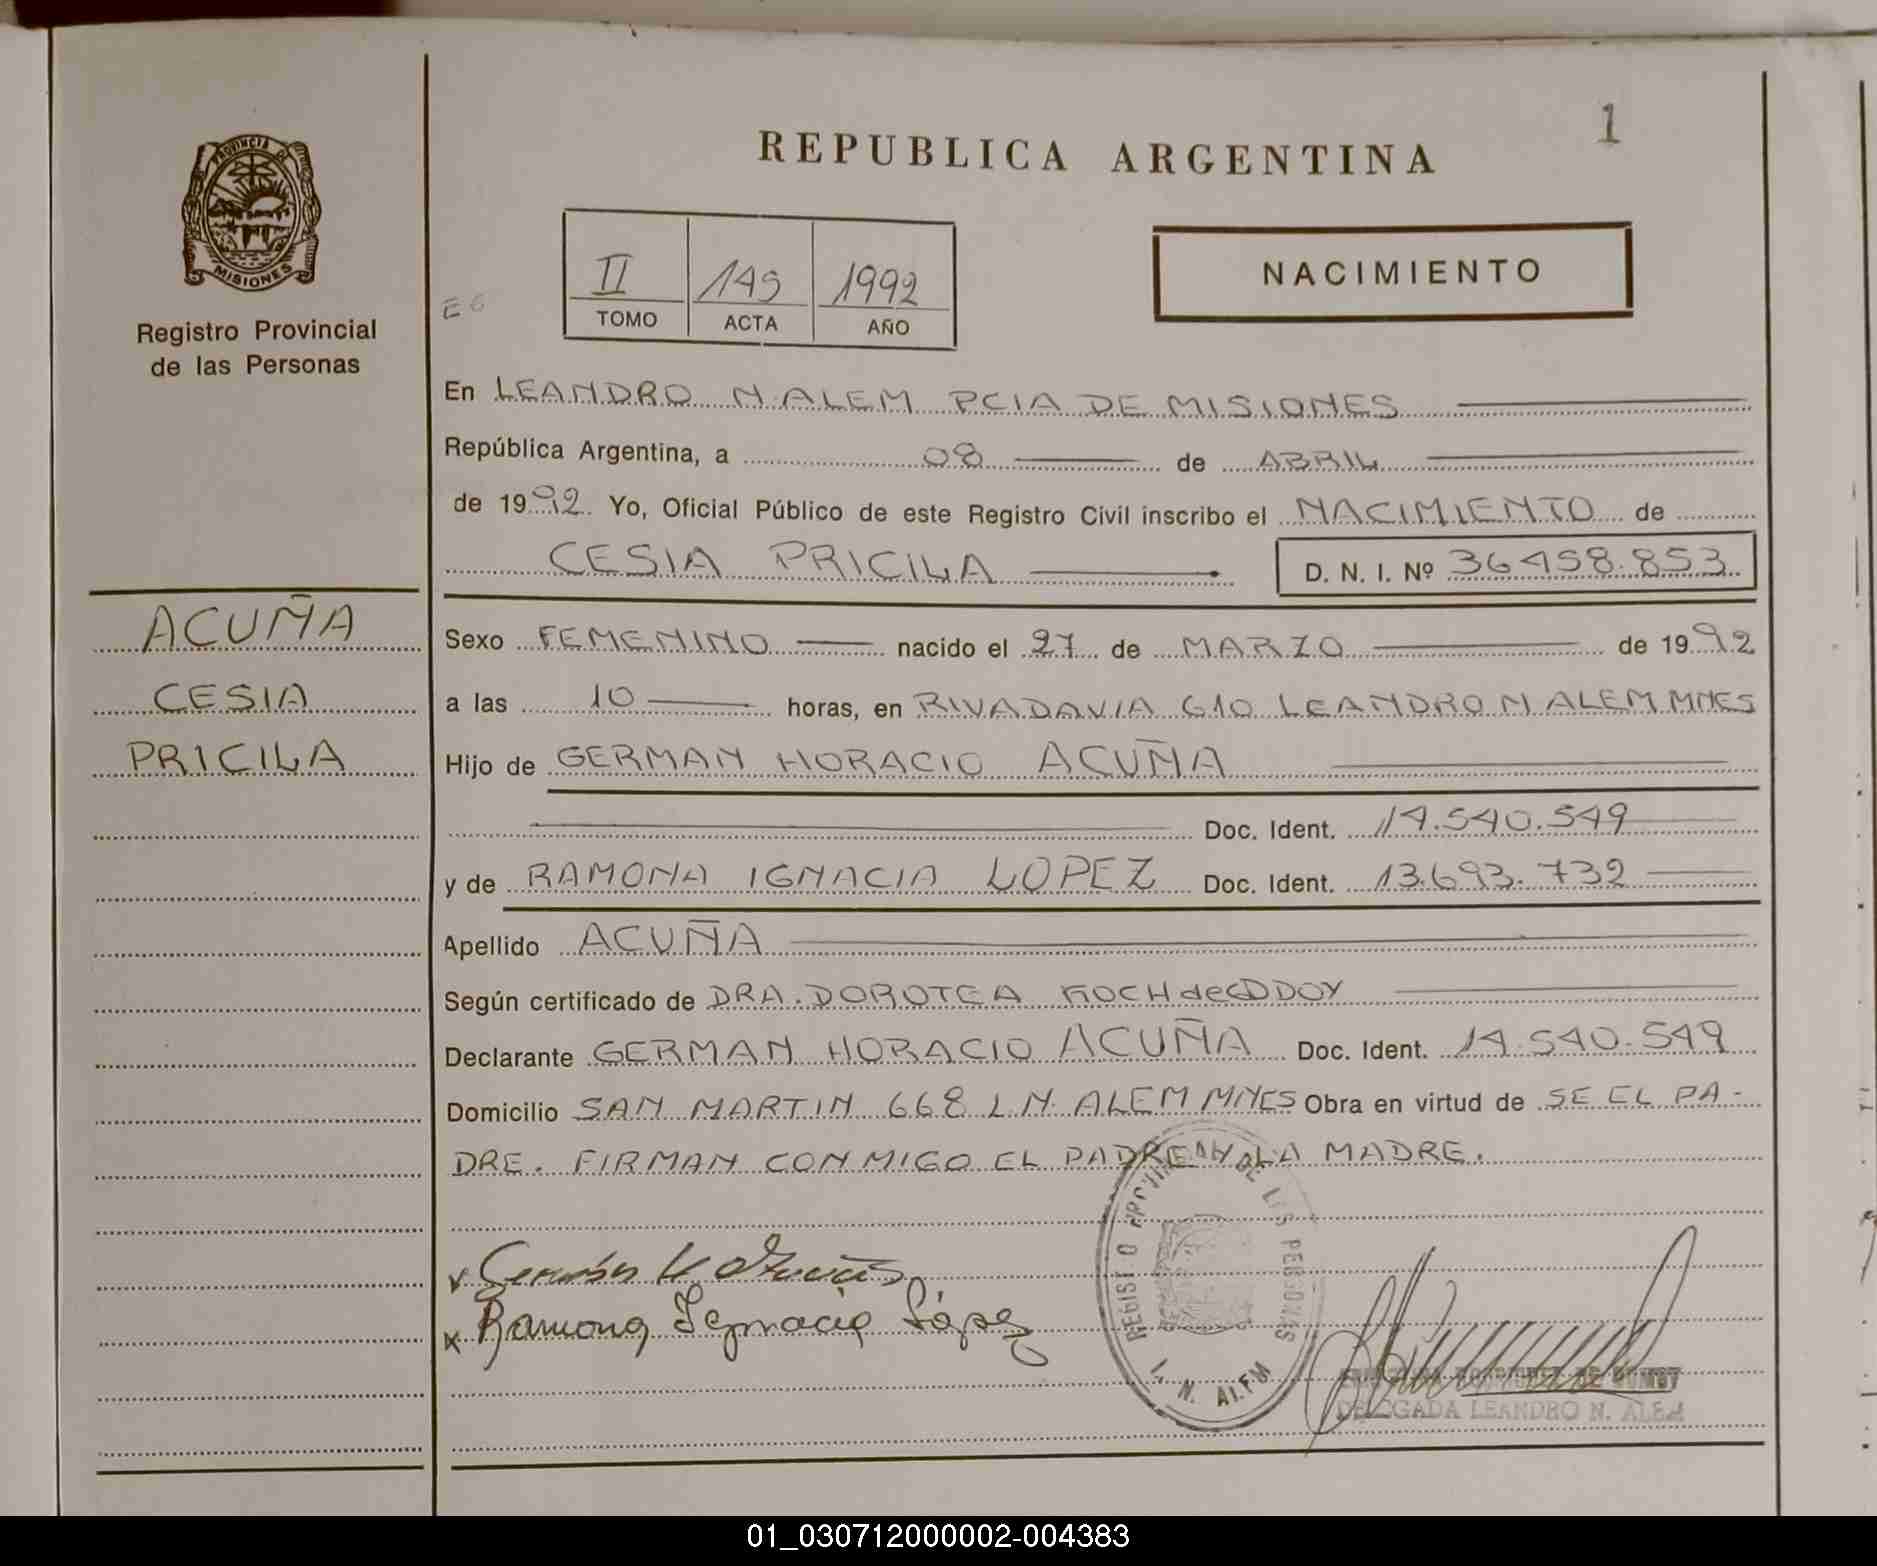 1
REPUBLICA ARGENTINA
PROVINCIA DE
MISIONES
Registro Provincial
de las Personas
E6
II 149 1992
TOMO ACTA AÑO
NACIMIENTO
En LEANDRO N. ALEM PCIA DE MISIONES
República Argentina, a 08 de ABRIL
de 1992 Yo, Oficial Público de este Registro Civil inscribo el NACIMIENTO de
CESIA PRICILA D. N. I. Nº 36458.853
ACUÑA
CESIA
PRICILA
Sexo FEMENINO nacido el 27 de MARZO de 1992
a las 10 horas, en RIVADAVIA 610 LEANDRO N ALEM MNES
Hijo de GERMAN HORACIO ACUÑA
Doc. Ident. 14.540.549
y de RAMONA IGNACIA LOPEZ Doc. Ident. 13.693.732
Apellido ACUÑA
Según certificado de DRA. DOROTEA KOCH de GODOY
Declarante GERMAN HORACIO ACUÑA Doc. Ident. 14.540.549
Domicilio SAN MARTIN 668 L.N. ALEM MNES Obra en virtud de SE EL PA-
DRE. FIRMAN CONMIGO EL PADRE Y LA MADRE.
Ramona Ignacia López
REGISTRO PROVINCIAL DE LAS PERSONAS
L. N. ALEM
DELEGADA LEANDRO N. ALEM
01_030712000002-004383